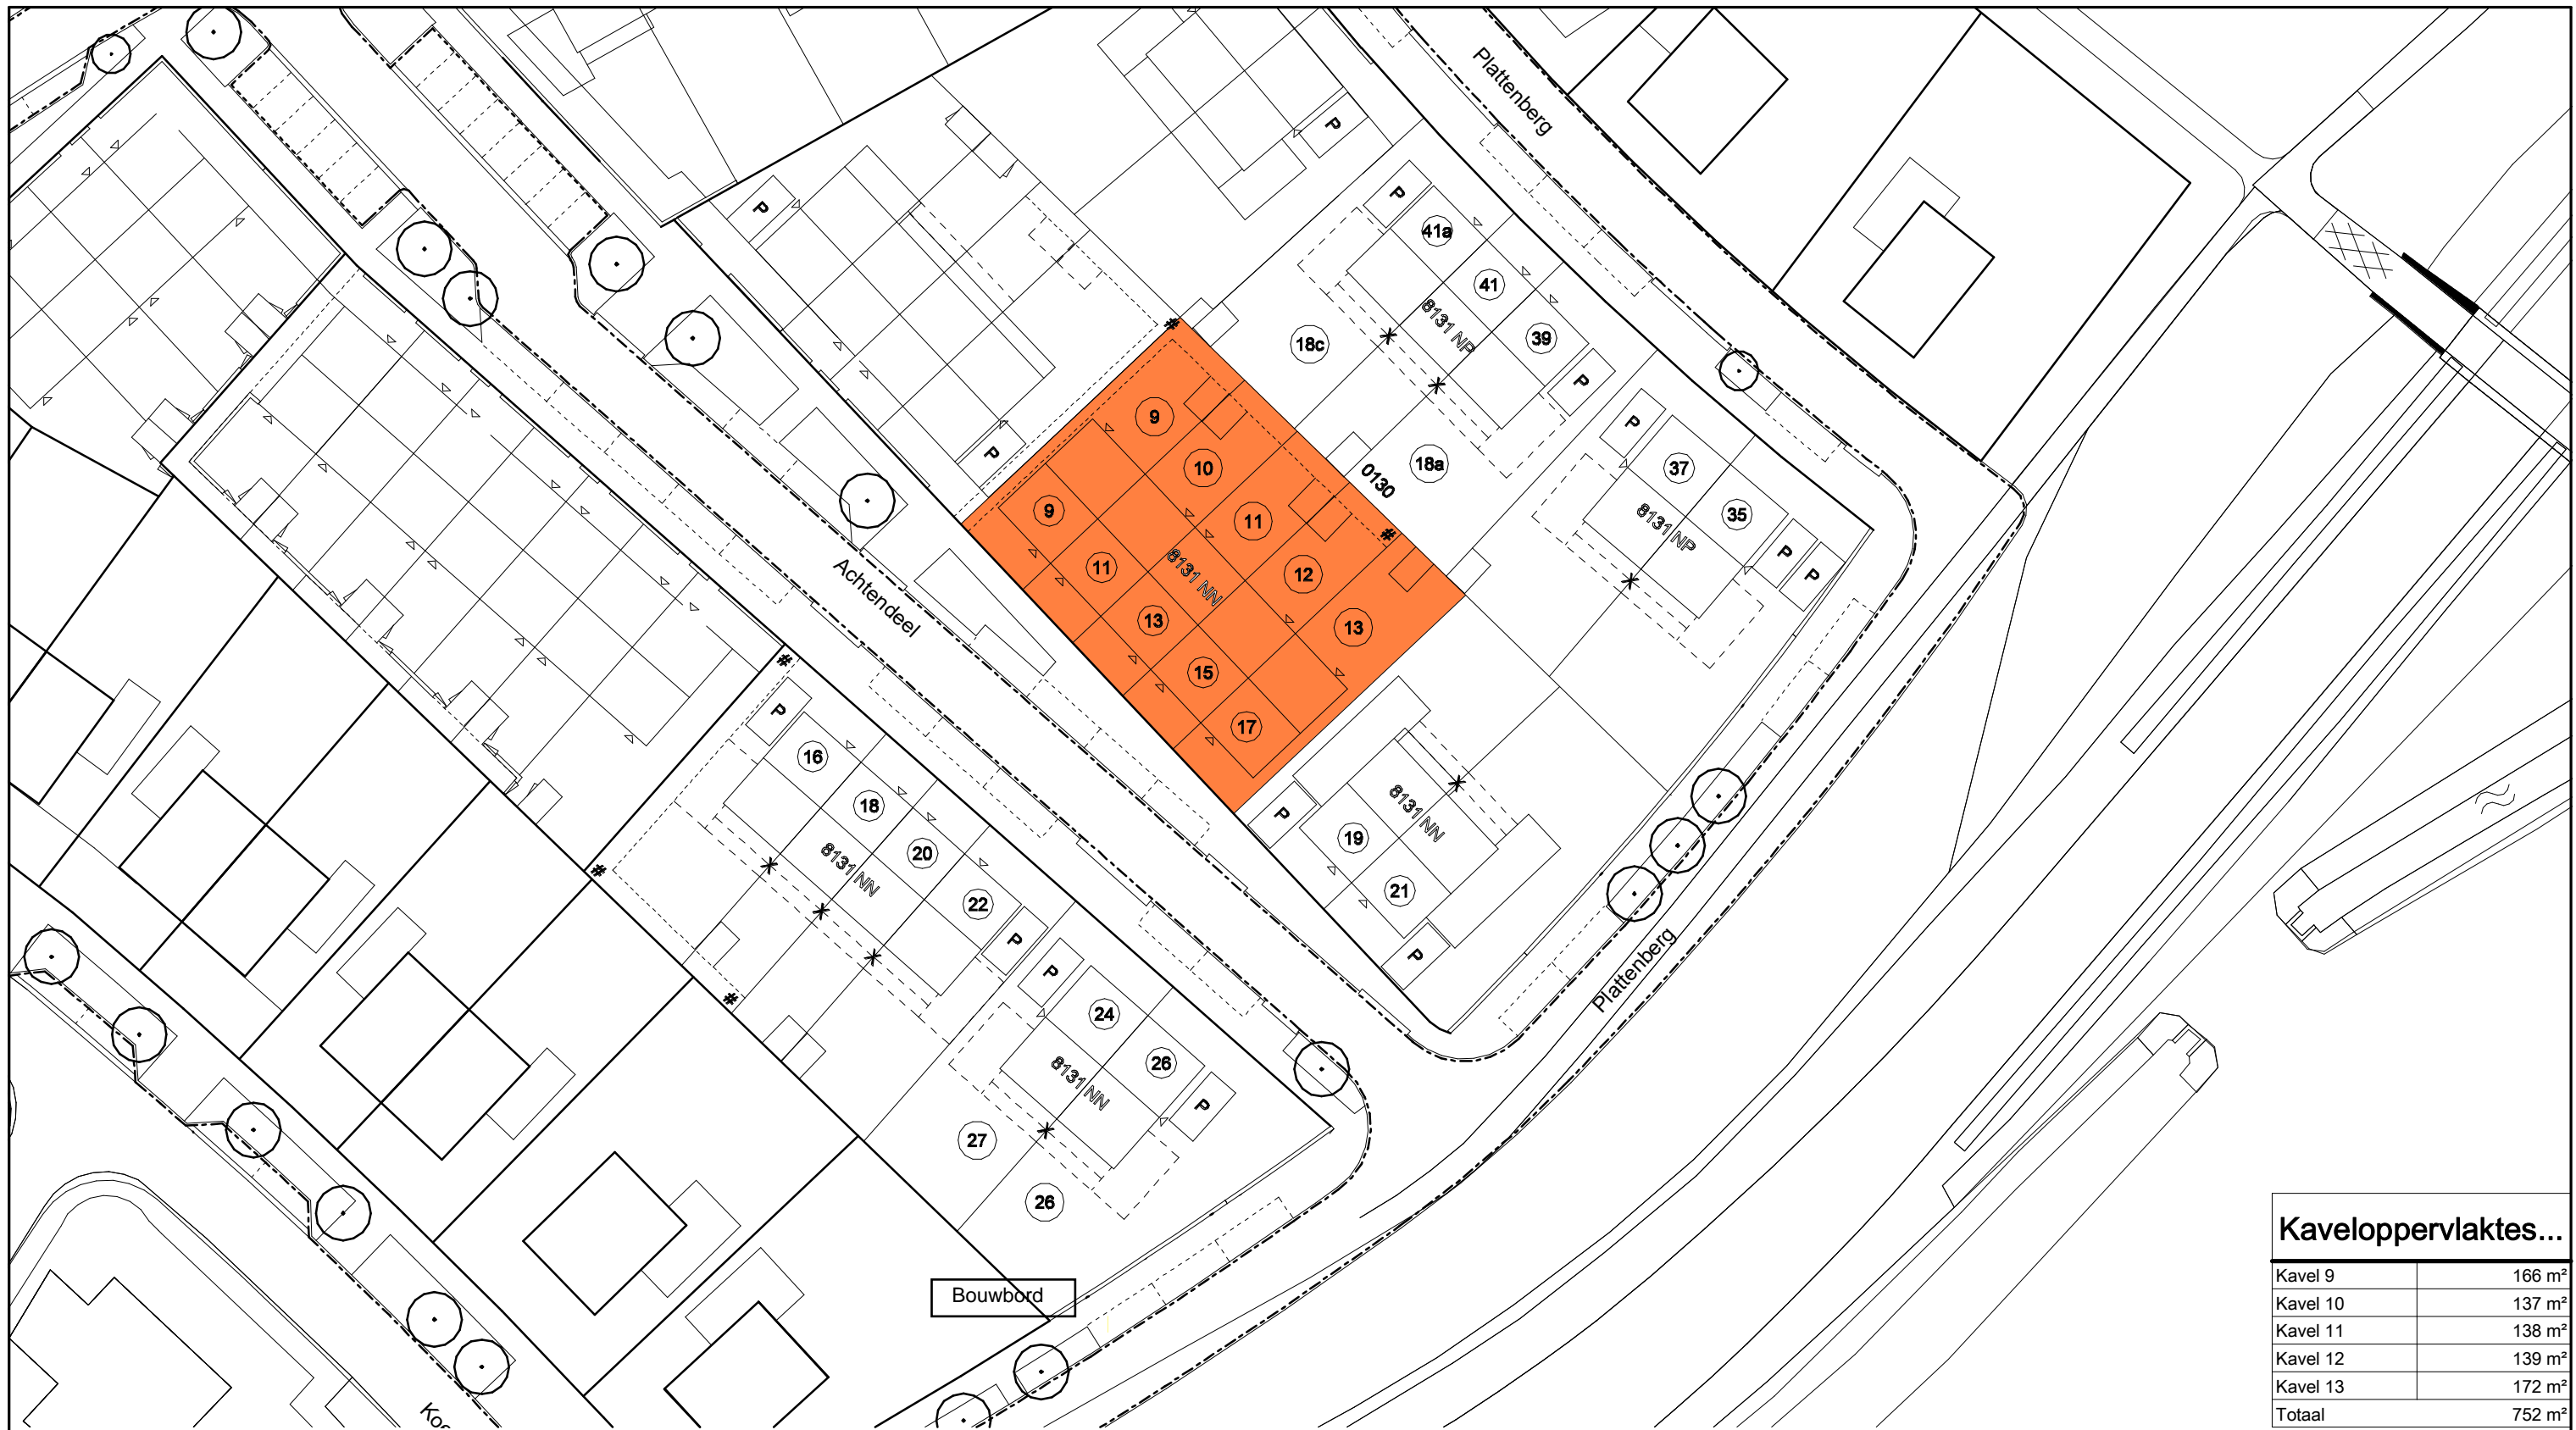 Plattenberg
P
P
P
41a
41
39
8131 NP
18c
P
P
37
35
8131 NP
P
P
18a
0130
9
10
11
12
13
P
9
11
13
15
17
8131 NN
Achtendeel
P
16
18
20
22
8131 NN
P
P
19
21
8131 NN
P
P
24
26
8131 NN
P
27
26
Plattenberg
Bouwbord
Kaveloppervlaktes...
Kavel 9 166 m²
Kavel 10 137 m²
Kavel 11 138 m²
Kavel 12 139 m²
Kavel 13 172 m²
Totaal 752 m²